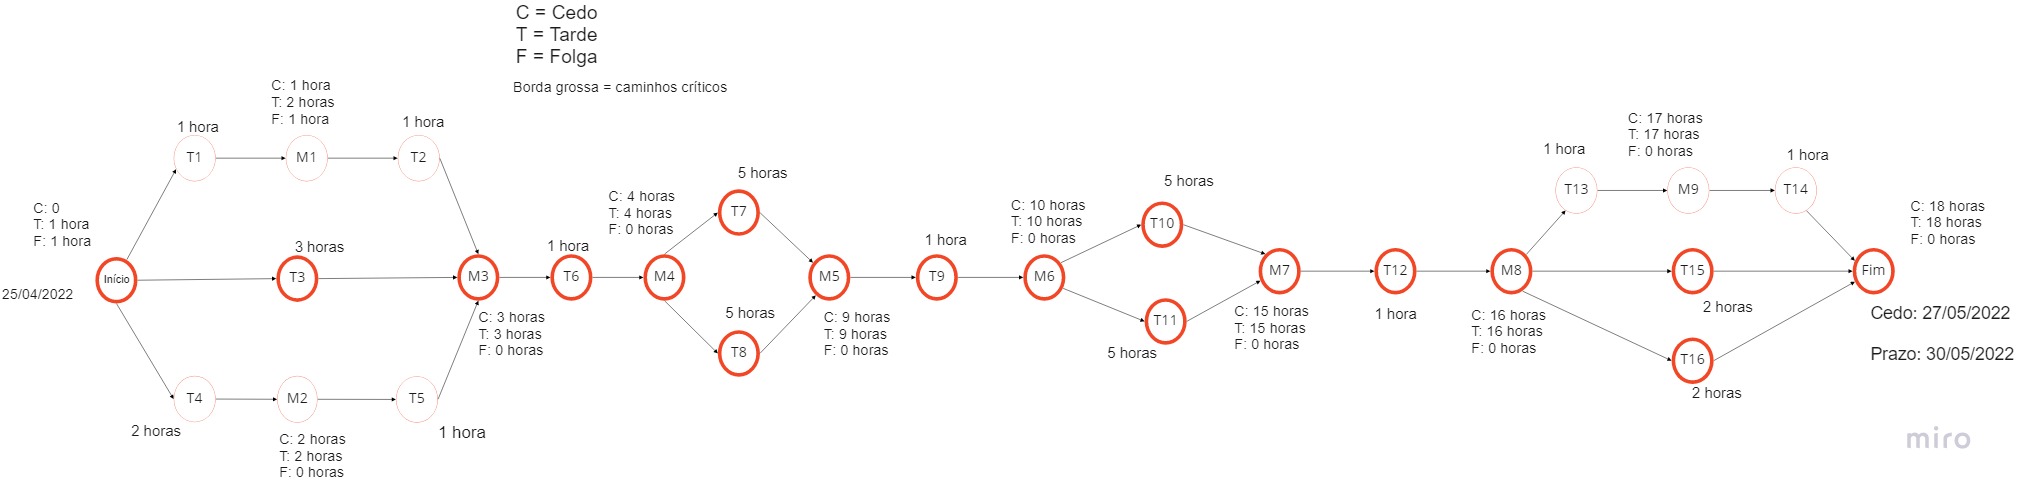 C = Cedo
T = Tarde
F = Folga
Borda grossa = caminhos críticos
C: 0
T: 1 hora
F: 1 hora
Início
25/04/2022
1 hora
T1
C: 1 hora
T: 2 horas
F: 1 hora
M1
1 hora
T2
3 horas
T3
2 horas
T4
M2
C: 2 horas
T: 2 horas
F: 0 horas
T5
1 hora
M3
C: 3 horas
T: 3 horas
F: 0 horas
1 hora
T6
C: 4 horas
T: 4 horas
F: 0 horas
M4
5 horas
T7
5 horas
T8
M5
C: 9 horas
T: 9 horas
F: 0 horas
1 hora
T9
C: 10 horas
T: 10 horas
F: 0 horas
M6
5 horas
T10
T11
5 horas
M7
C: 15 horas
T: 15 horas
F: 0 horas
T12
1 hora
M8
C: 16 horas
T: 16 horas
F: 0 horas
1 hora
T13
C: 17 horas
T: 17 horas
F: 0 horas
M9
1 hora
T14
T15
2 horas
T16
2 horas
C: 18 horas
T: 18 horas
F: 0 horas
Fim
Cedo: 27/05/2022
Prazo: 30/05/2022
miro